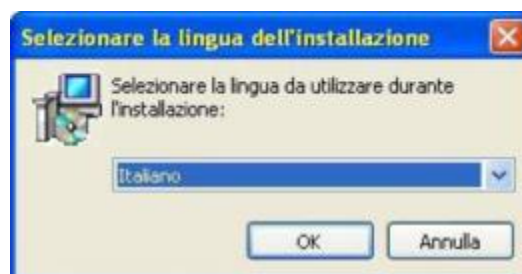 Selezionare la lingua dell'installazione
Selezionare la lingua da utilizzare durante
l'installazione:
Italiano
OK
Annulla